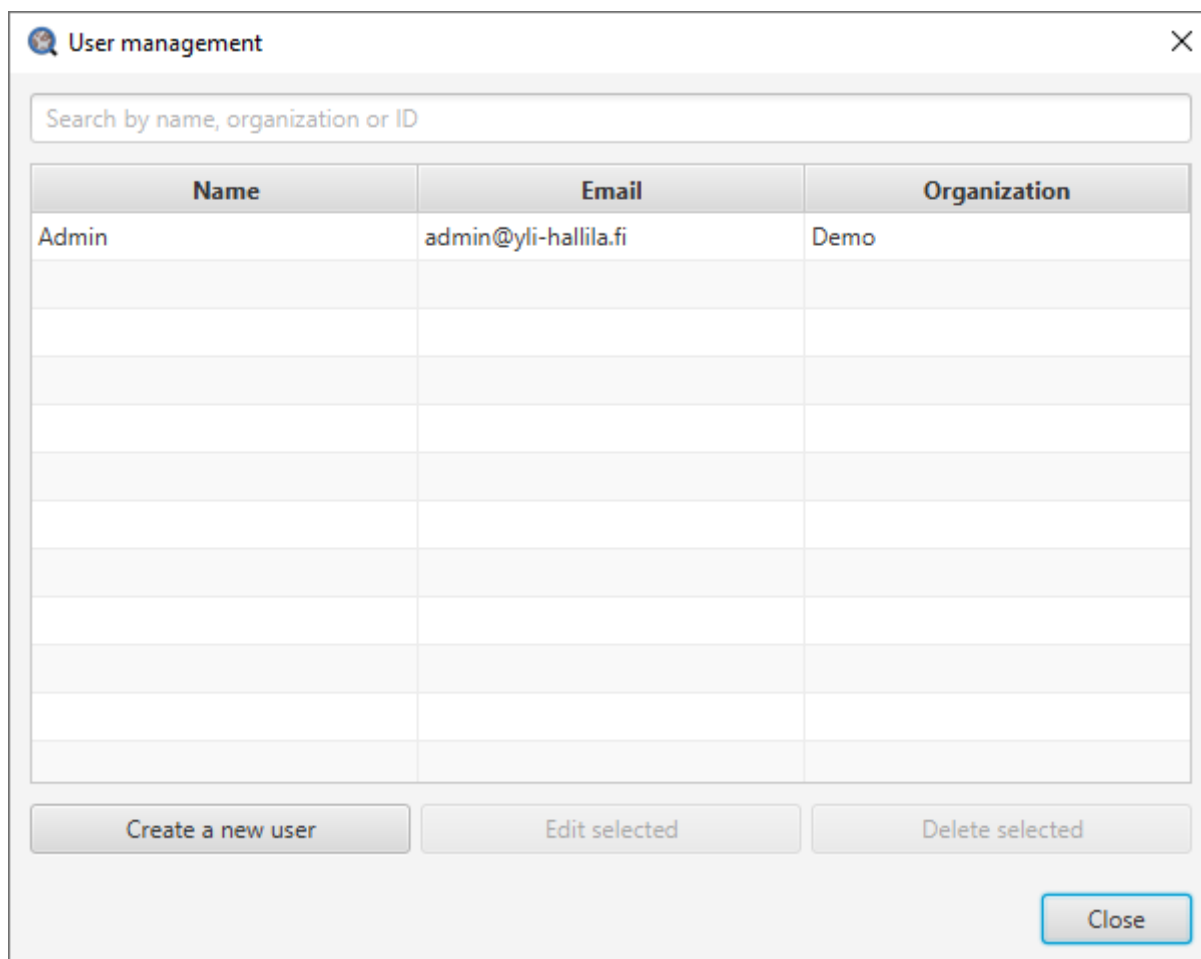 User management
Search by name, organization or ID
Name Email Organization
Admin admin@yli-hallila.fi Demo
Create a new user Edit selected Delete selected
Close